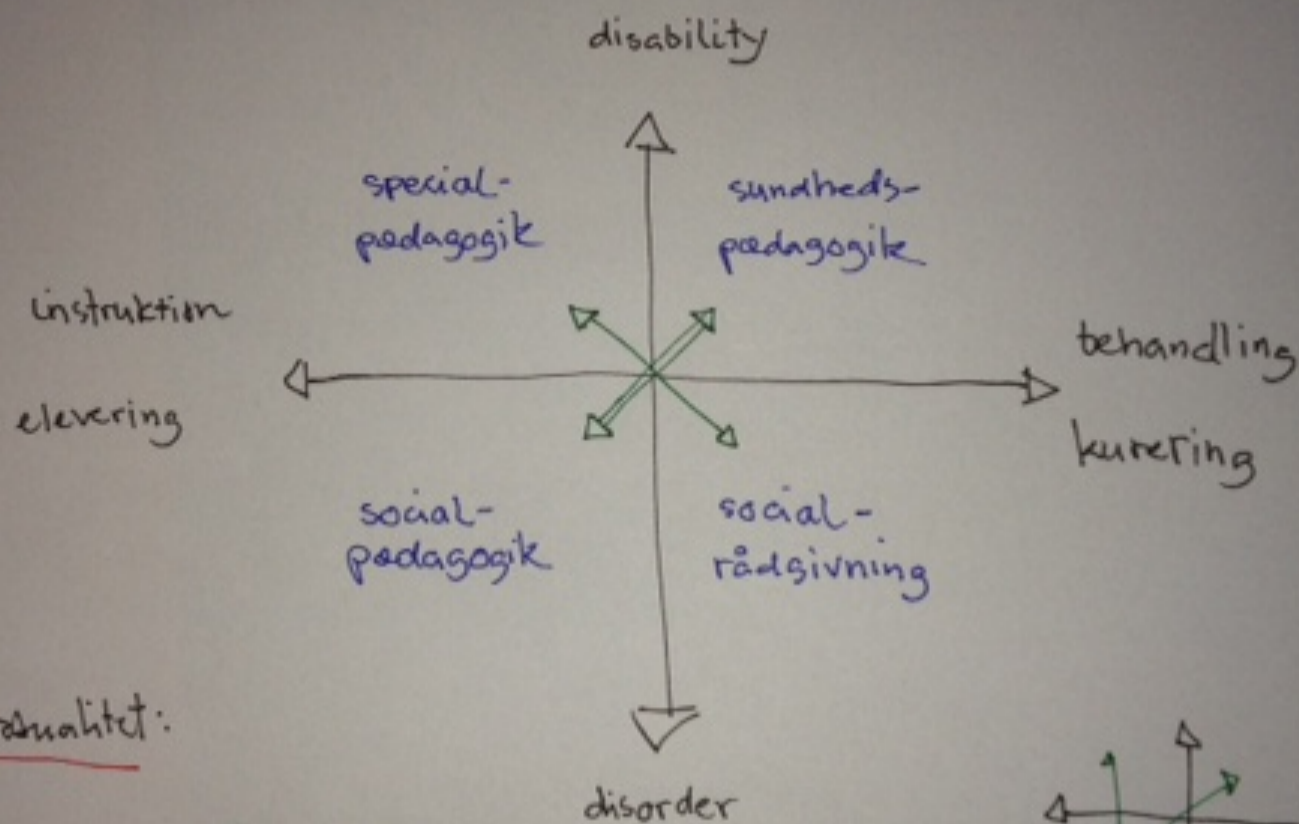 disability
special-
pædagogik
sundheds-
pædagogik
instruktion
behandling
elevering
kurering
social-
pædagogik
social-
rådgivning
disorder